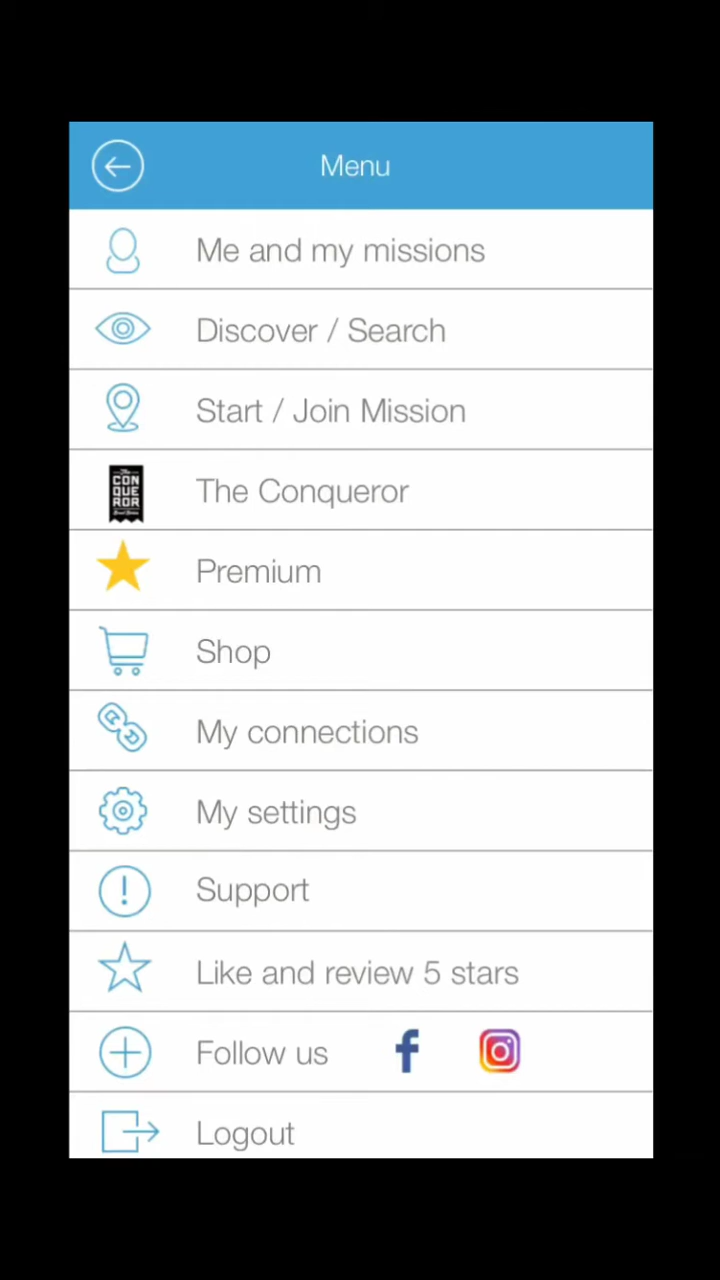 Menu
Me and my missions
Discover / Search
Start / Join Mission
The
CON
QUE
ROR
The Conqueror
Premium
Shop
My connections
My settings
Support
Like and review 5 stars
Follow us
Logout